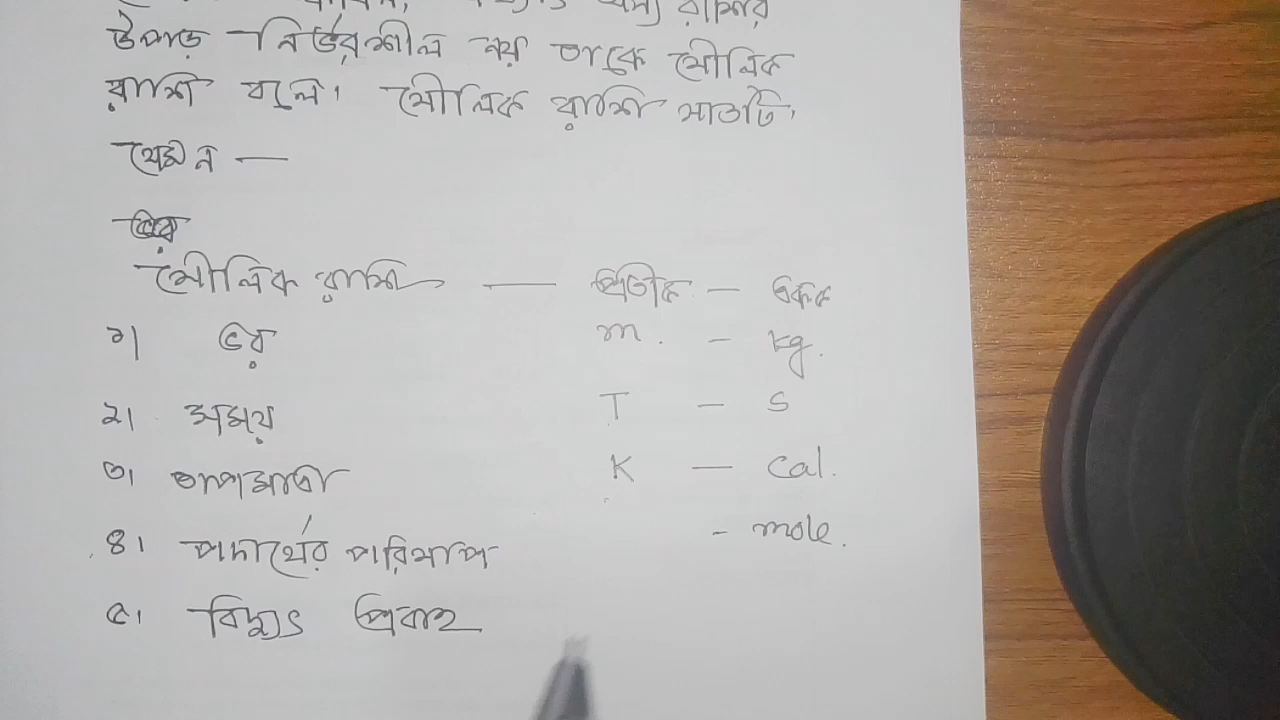 রাশির
উপড় নির্ভরশীল নয় তাকে মৌলিক
রাশি বলে। মৌলিক রাশি সাতটি।
যেমন —
মৌলিক রাশি — প্রতীক - একক
১। ভর m. - kg.
২। সময় T - S
৩। তাপমাত্রা K - Cal.
৪। পদার্থের পরিমাপ - mole.
৫। বিদ্যুৎ প্রবাহ